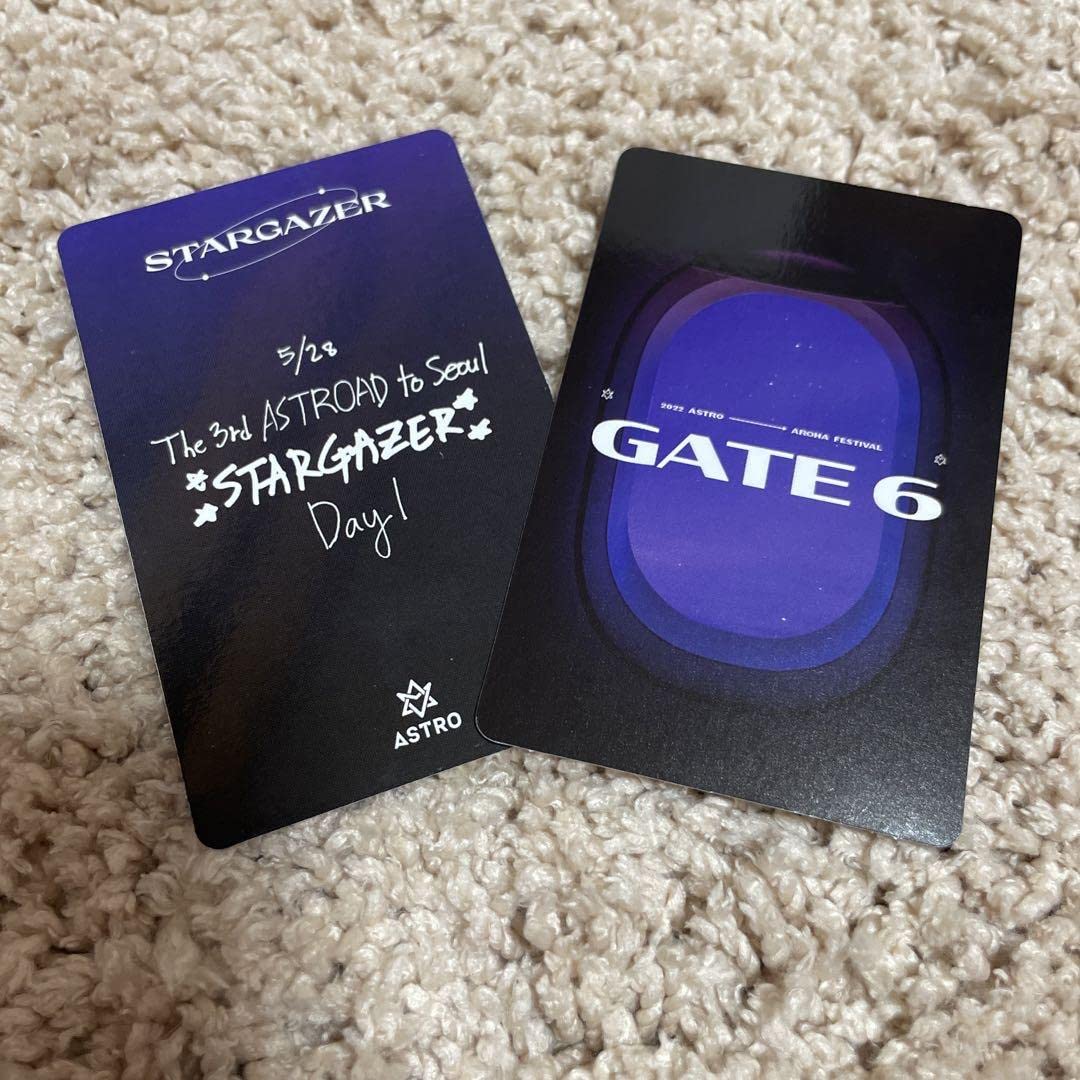 STARGAZER
5/28
The 3rd ASTROAD to Seoul
STARGAZER
Day 1
ASTRO
2022 ASTRO
AROHA FESTIVAL
GATE 6